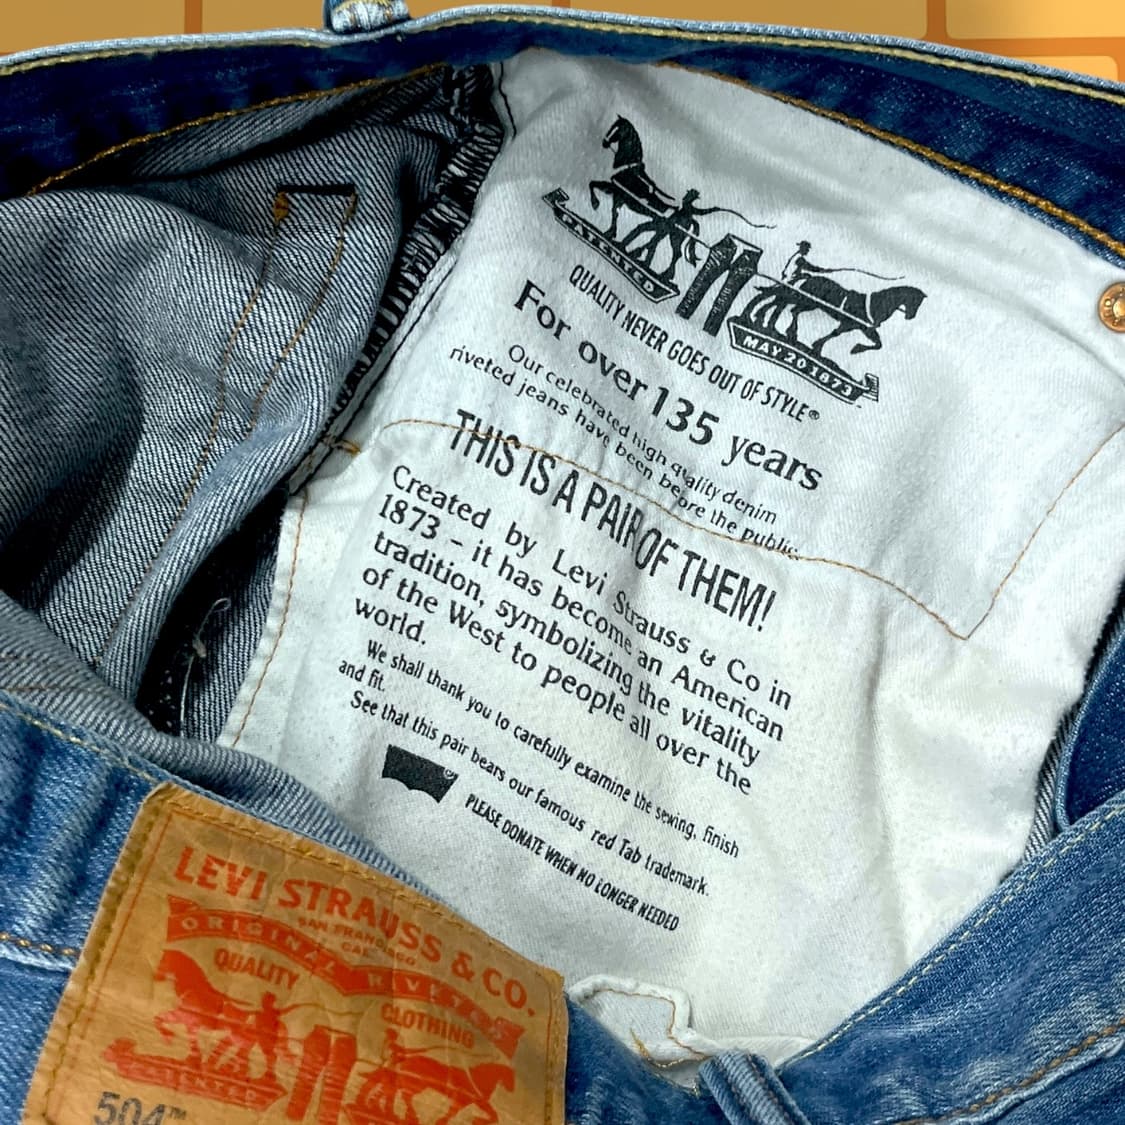 PATENTED
MAY 20 1873
QUALITY NEVER GOES OUT OF STYLE®
For over 135 years
Our celebrated high quality denim
riveted jeans have been before the public.
THIS IS A PAIR OF THEM!
Created by Levi Strauss & Co in
1873 – it has become an American
tradition, symbolizing the vitality
of the West to people all over the
world.
We shall thank you to carefully examine the sewing, finish
and fit.
See that this pair bears our famous red Tab trademark.
PLEASE DONATE WHEN NO LONGER NEEDED
LEVI STRAUSS & CO.
SAN FRANCISCO
CAL
ORIGINAL RIVETED
QUALITY CLOTHING
PATENTED
504™